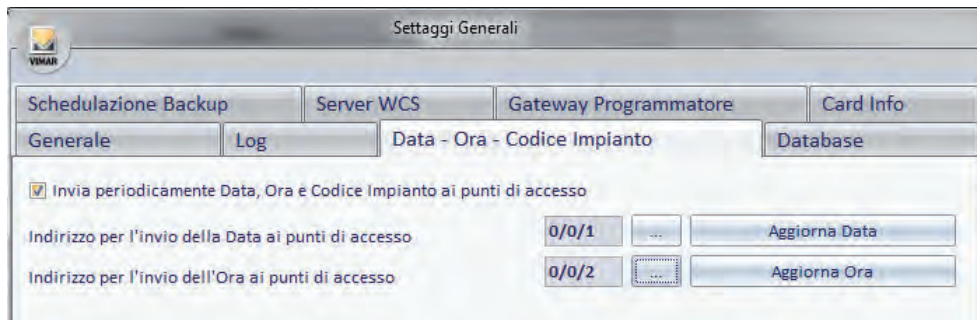 Settaggi Generali
VIMAR
Schedulazione Backup Server WCS Gateway Programmatore Card Info
Generale Log Data - Ora - Codice Impianto Database
Invia periodicamente Data, Ora e Codice Impianto ai punti di accesso
Indirizzo per l'invio della Data ai punti di accesso 0/0/1 ... Aggiorna Data
Indirizzo per l'invio dell'Ora ai punti di accesso 0/0/2 ... Aggiorna Ora